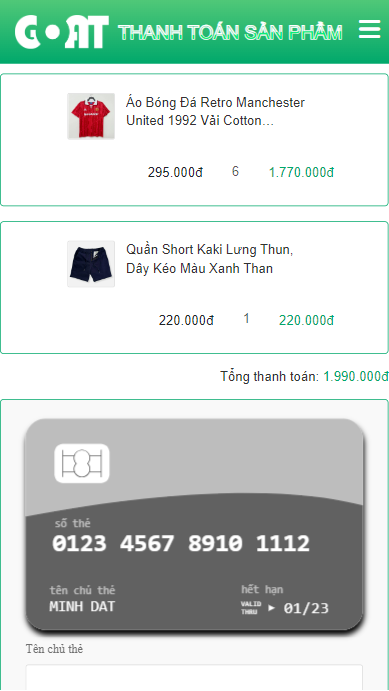 GOAT THANH TOÁN SẢN PHẨM
Áo Bóng Đá Retro Manchester
United 1992 Vải Cotton...
295.000đ 6 1.770.000đ
Quần Short Kaki Lưng Thun,
Dây Kéo Màu Xanh Than
220.000đ 1 220.000đ
Tổng thanh toán: 1.990.000đ
số thẻ
0123 4567 8910 1112
tên chủ thẻ
hết hạn
MINH DAT
VALID
THRU
01/23
Tên chủ thẻ